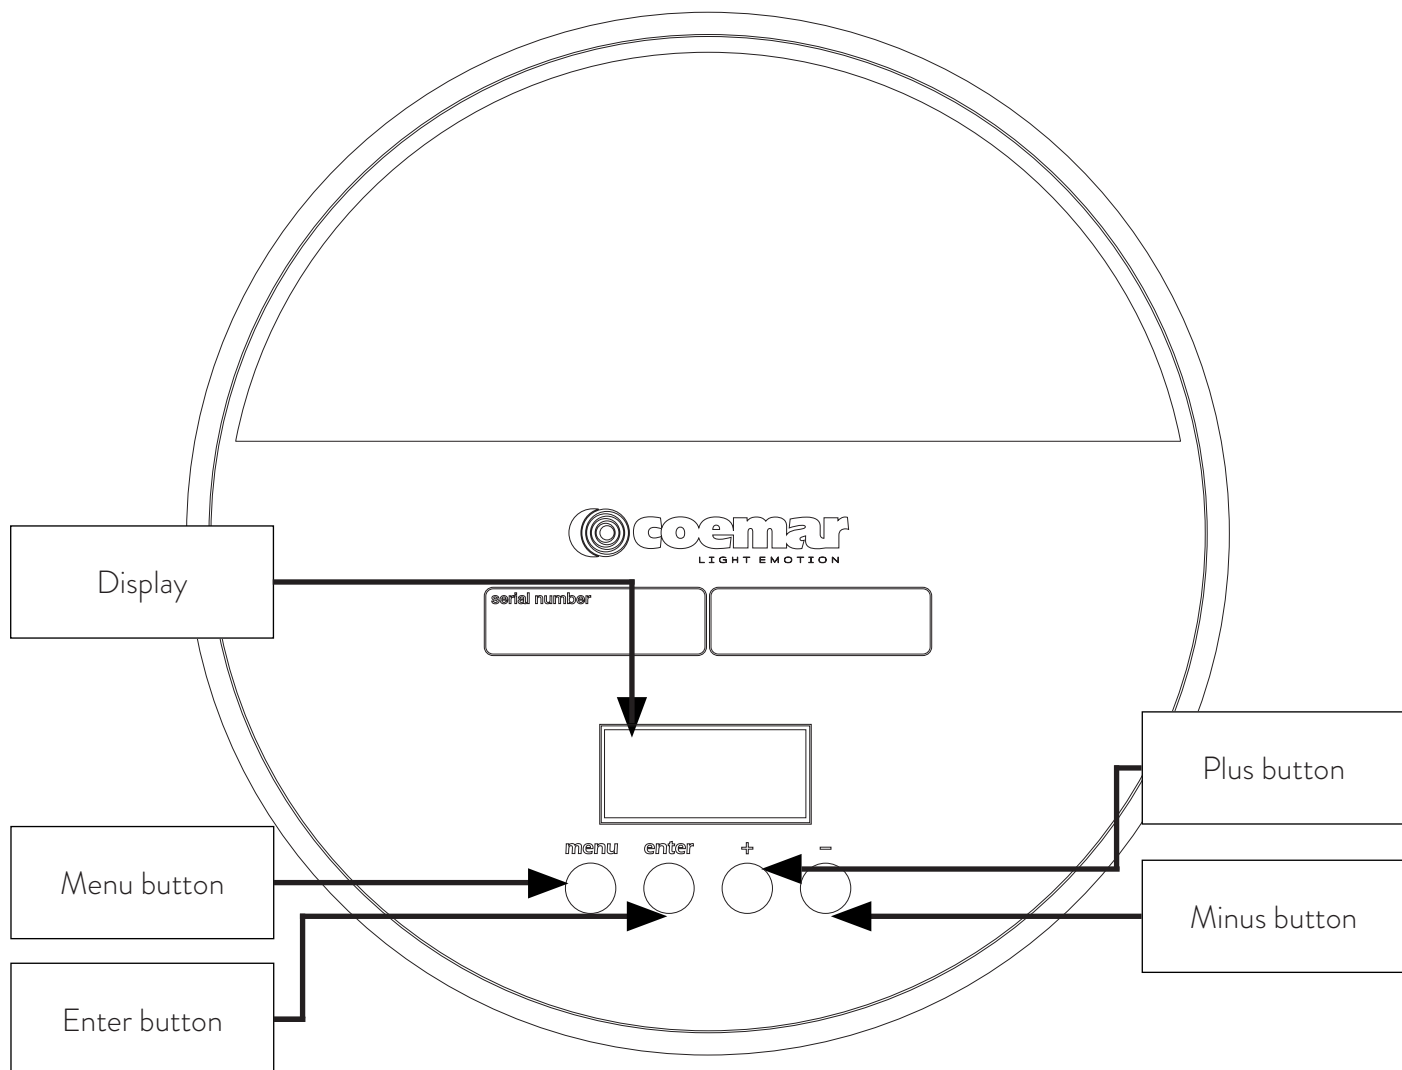 coemar
LIGHT EMOTION
Display
serial number
Plus button
menu enter + -
Menu button
Minus button
Enter button